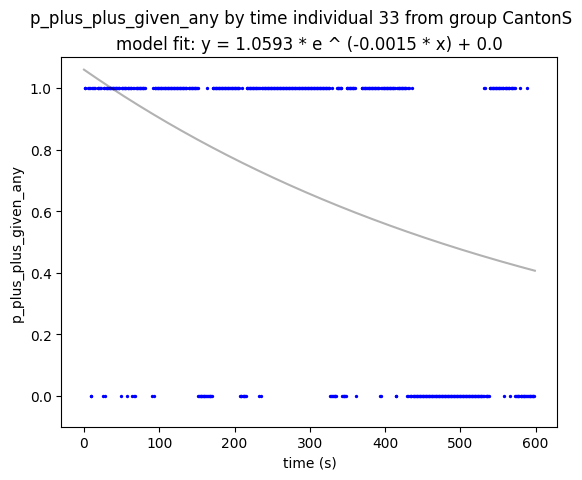 p_plus_plus_given_any by time individual 33 from group CantonS
model fit: y = 1.0593 * e ^ (-0.0015 * x) + 0.0
1.0
0.8
0.6
0.4
0.2
0.0
p_plus_plus_given_any
0 100 200 300 400 500 600
time (s)